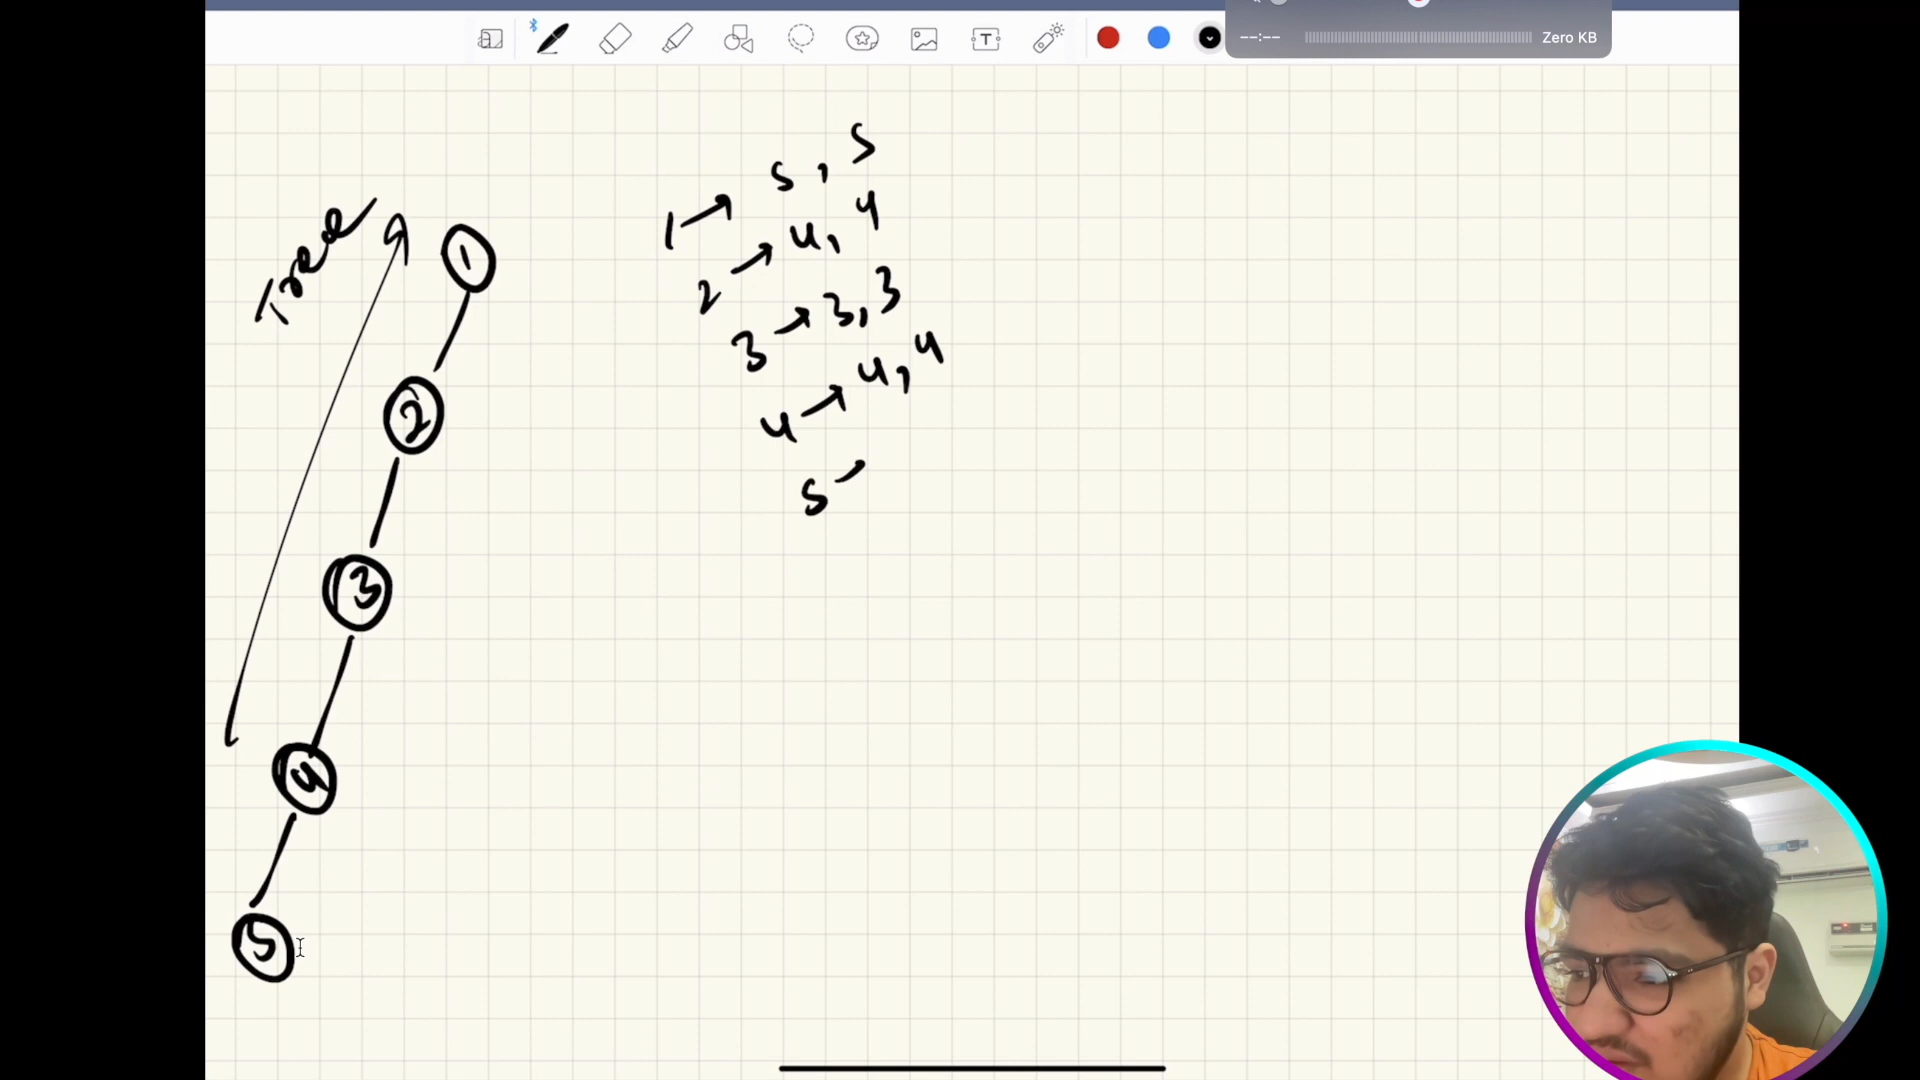 --:-- Zero KB
T
Tree
1 → 5, 5
2 → 4, 4
3 → 3, 3
4 → 4, 4
5
1
2
3
4
5